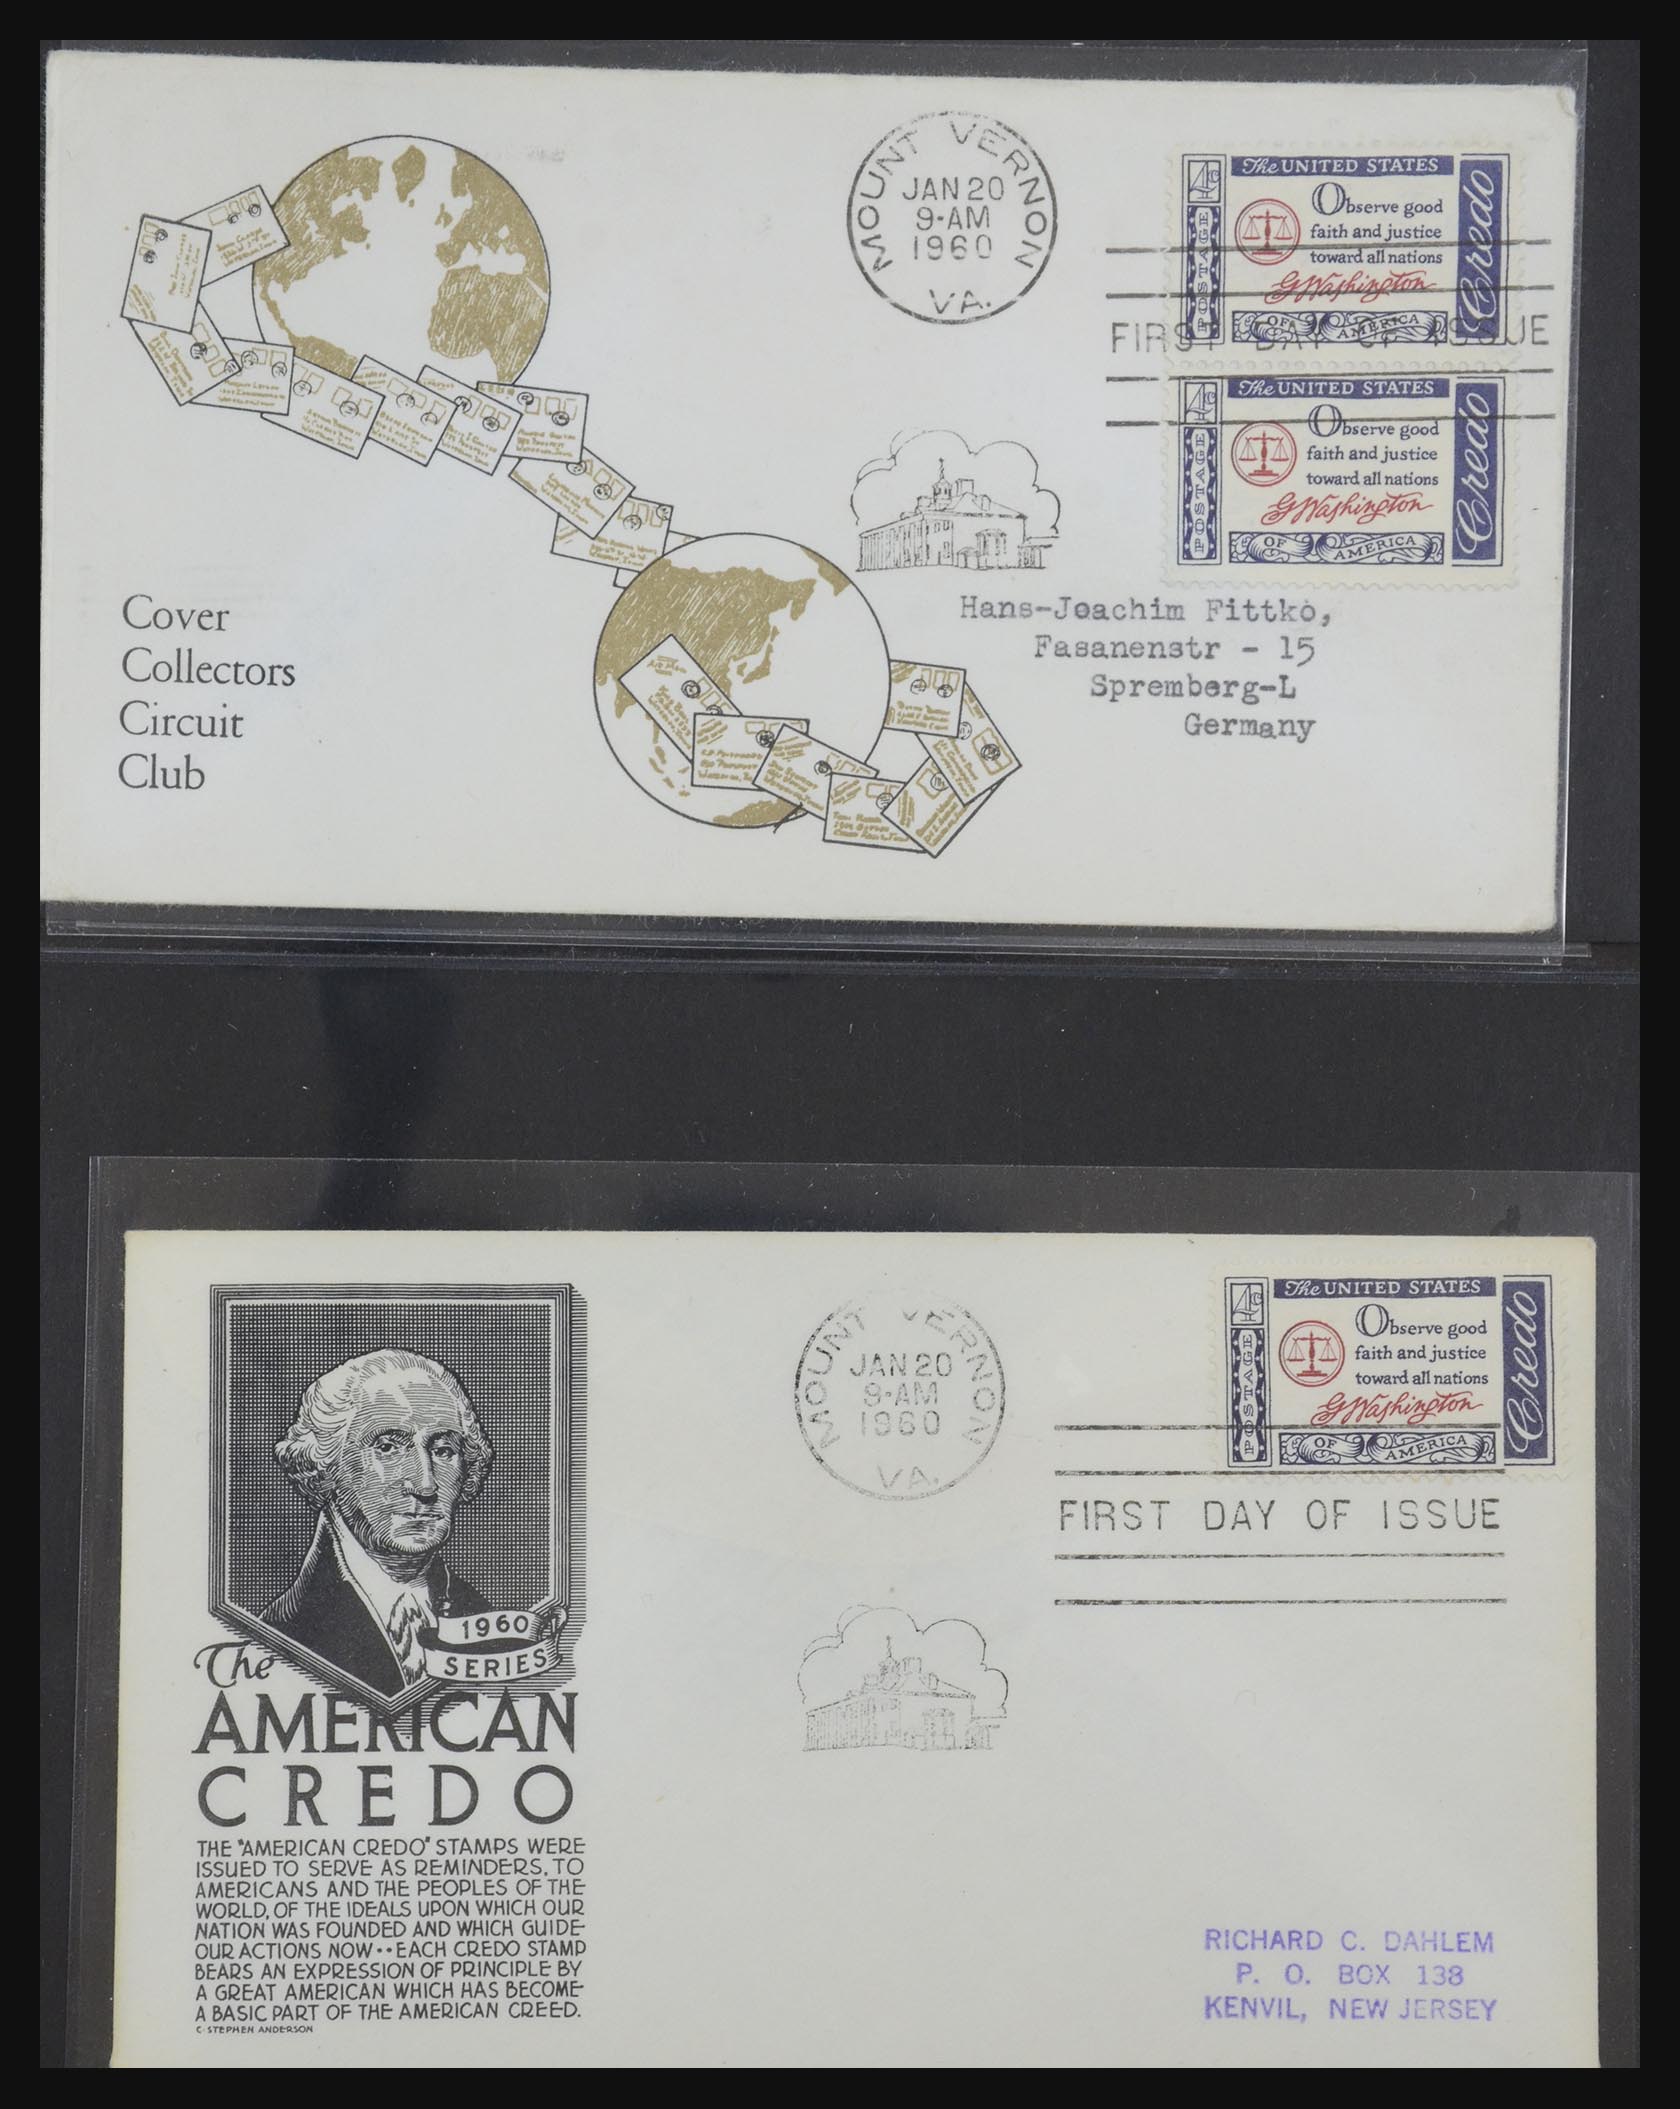 MOUNT VERNON
JAN 20
9-AM
1960
VA.
4c
The UNITED STATES
POSTAGE
Observe good
faith and justice
toward all nations
G Washington
OF AMERICA
Credo
FIRST DAY OF ISSUE
4c
The UNITED STATES
POSTAGE
Observe good
faith and justice
toward all nations
G Washington
OF AMERICA
Credo
Cover
Collectors
Circuit
Club
Hans-Joachim Fittko,
Fasanenstr - 15
Spremberg-L
Germany
MOUNT VERNON
JAN 20
9-AM
1960
VA.
4c
The UNITED STATES
POSTAGE
Observe good
faith and justice
toward all nations
G Washington
OF AMERICA
Credo
FIRST DAY OF ISSUE
1960
SERIES
The
AMERICAN
CREDO
THE "AMERICAN CREDO" STAMPS WERE
ISSUED TO SERVE AS REMINDERS, TO
AMERICANS AND THE PEOPLES OF THE
WORLD, OF THE IDEALS UPON WHICH OUR
NATION WAS FOUNDED AND WHICH GUIDE
OUR ACTIONS NOW··EACH CREDO STAMP
BEARS AN EXPRESSION OF PRINCIPLE BY
A GREAT AMERICAN WHICH HAS BECOME
A BASIC PART OF THE AMERICAN CREED.
C. STEPHEN ANDERSON
RICHARD C. DAHLEM
P. O. BOX 138
KENVIL, NEW JERSEY